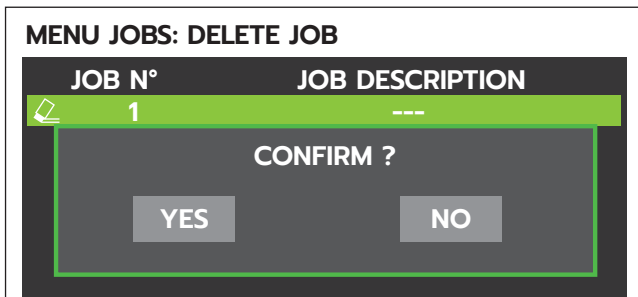 MENU JOBS: DELETE JOB
JOB N° JOB DESCRIPTION
1 ---
CONFIRM ?
YES NO